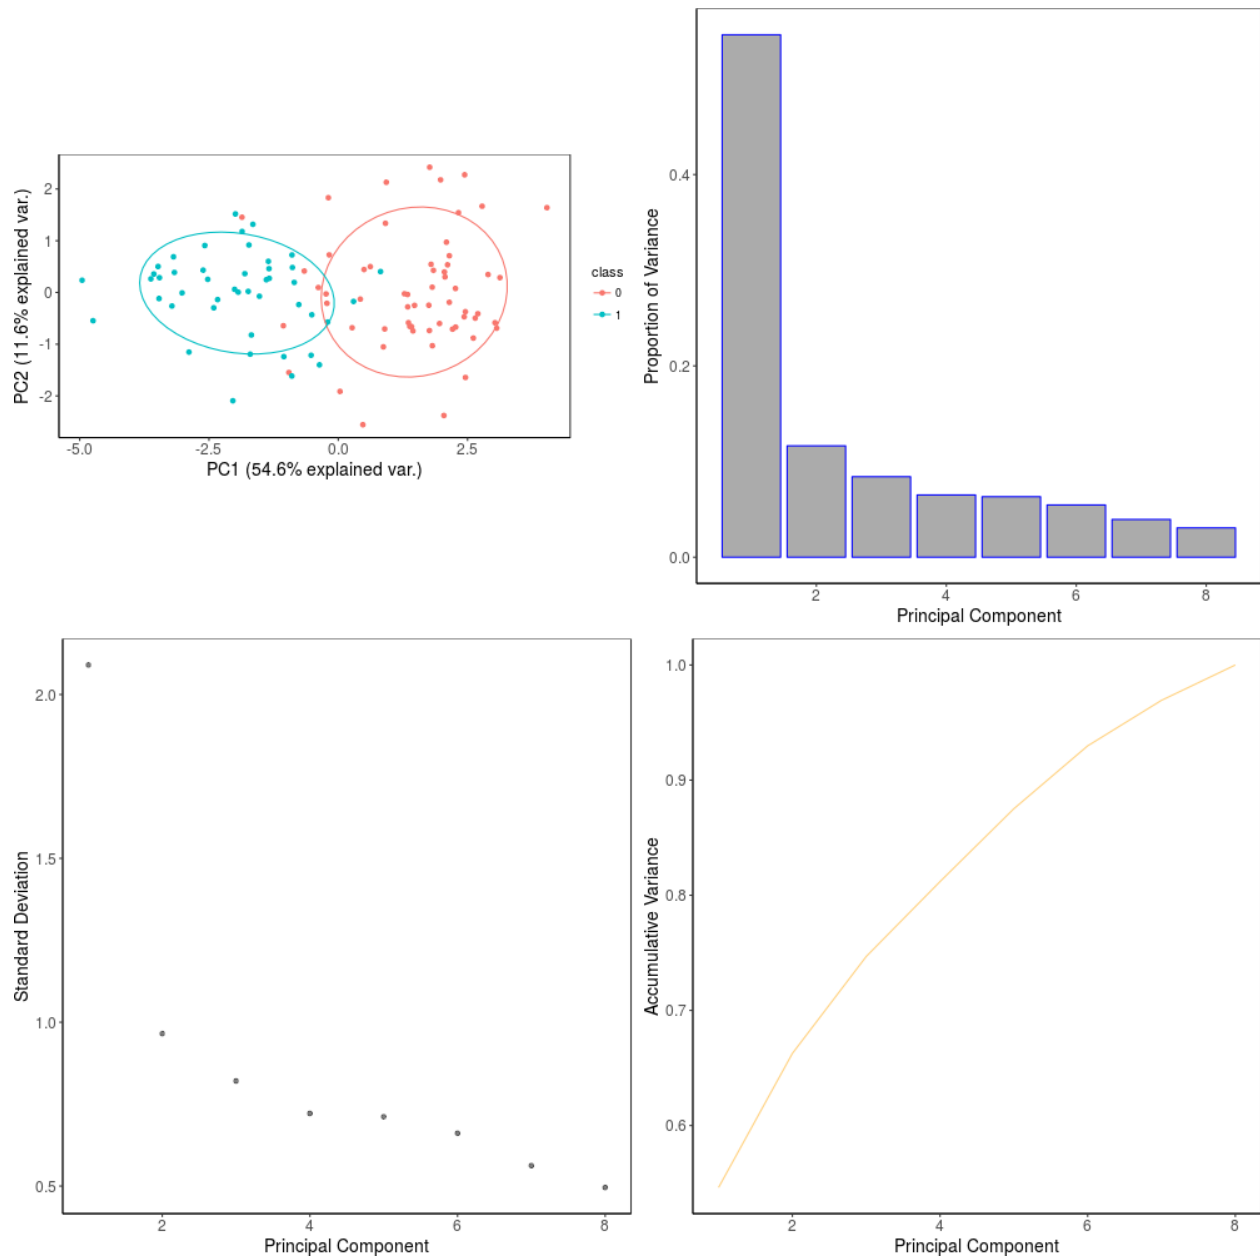 2
1
0
-1
-2
PC2 (11.6% explained var.)
-5.0 -2.5 0.0 2.5
PC1 (54.6% explained var.)
class
0
1
0.4
0.2
0.0
Proportion of Variance
2 4 6 8
Principal Component
2.0
1.5
1.0
0.5
Standard Deviation
2 4 6 8
Principal Component
1.0
0.9
0.8
0.7
0.6
Accumulative Variance
2 4 6 8
Principal Component